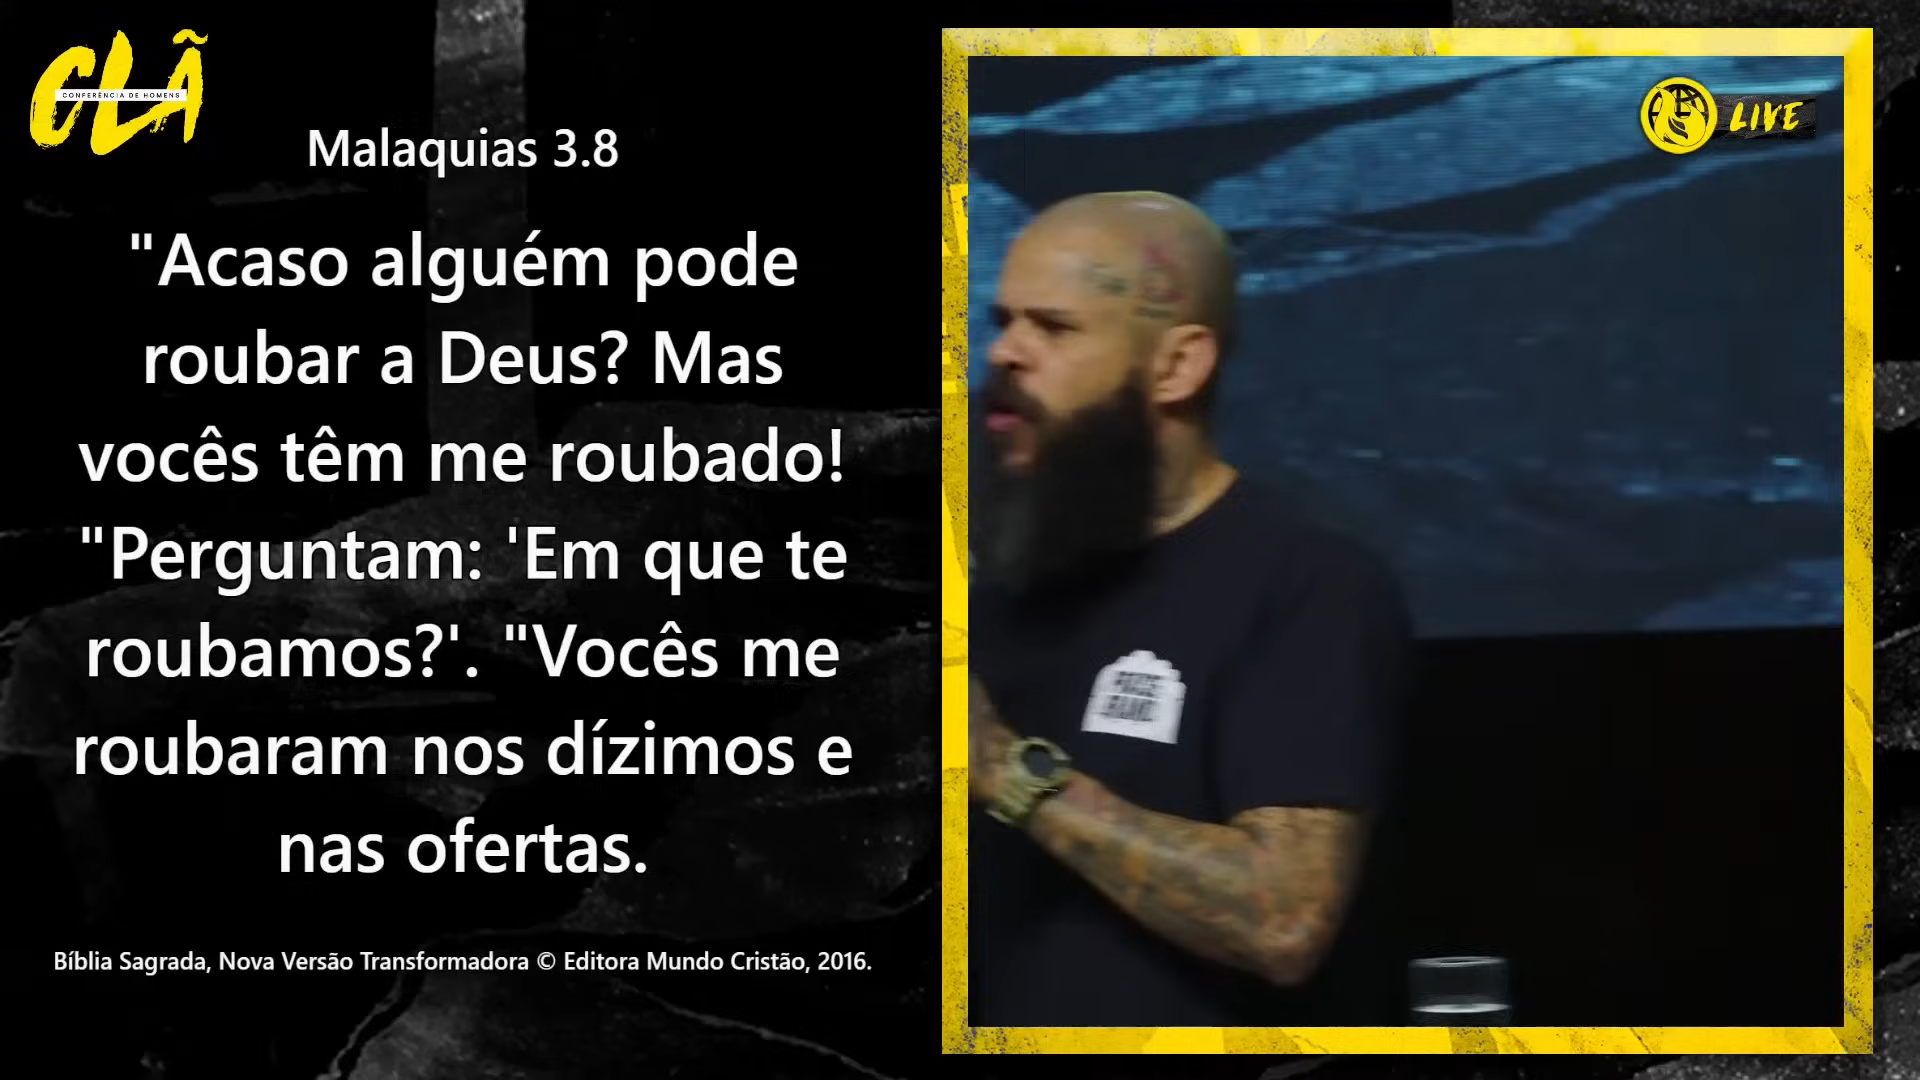 CLÃ
CONFERÊNCIA DE HOMENS
LIVE
Malaquias 3.8
"Acaso alguém pode
roubar a Deus? Mas
vocês têm me roubado!
"Perguntam: 'Em que te
roubamos?'. "Vocês me
roubaram nos dízimos e
nas ofertas.
Bíblia Sagrada, Nova Versão Transformadora © Editora Mundo Cristão, 2016.